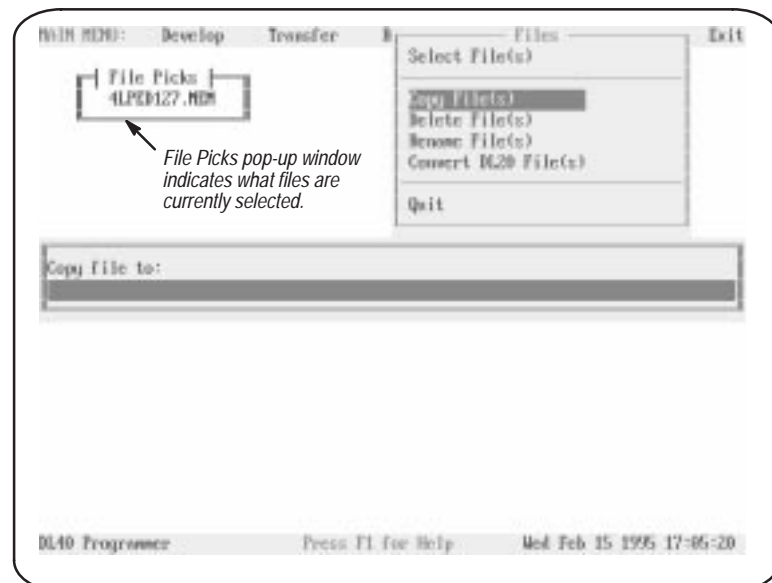 MAIN MENU: Develop Transfer Files Exit
Select File(s)
File Picks
4LPED127.MEM
Copy File(s)
Delete File(s)
Rename File(s)
Convert DL20 File(s)
File Picks pop-up window
indicates what files are
currently selected.
Quit
Copy file to:
DL40 Programmer Press F1 for Help Wed Feb 15 1995 17:05:20